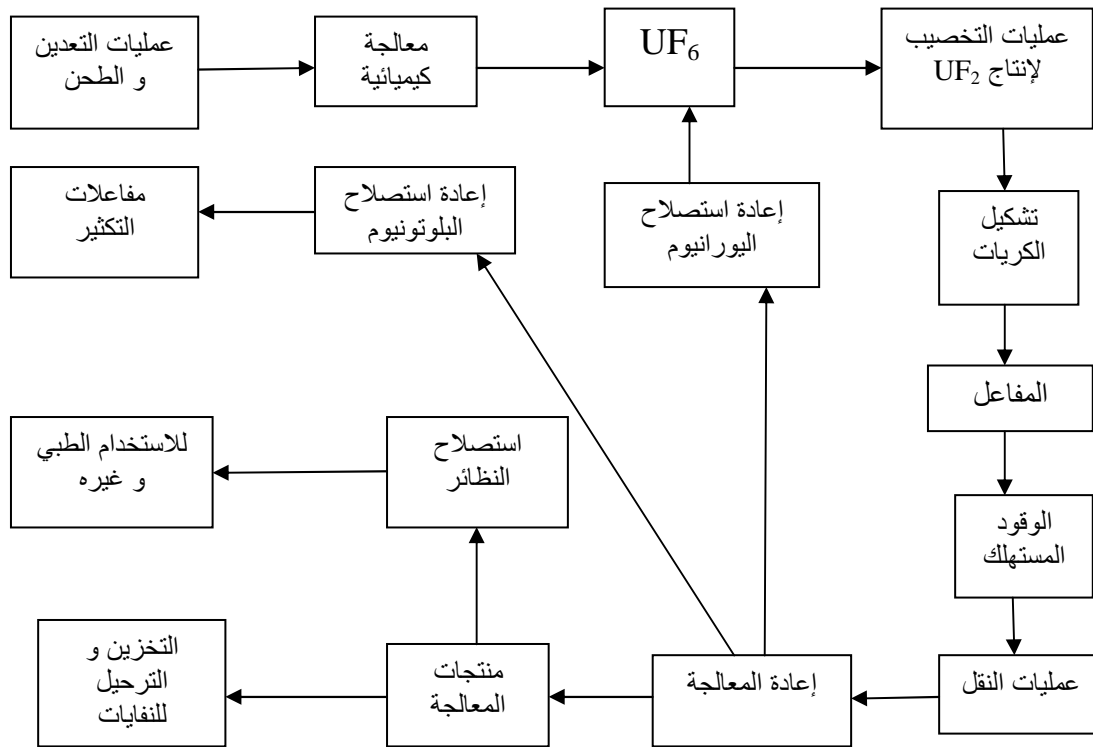 عمليات التعدين
و الطحن
معالجة
كيميائية
UF₆
عمليات التخصيب
لإنتاج UF₂
مفاعلات
التكثير
إعادة استصلاح
البلوتونيوم
إعادة استصلاح
اليورانيوم
تشكيل
الكريات
المفاعل
للاستخدام الطبي
و غيره
استصلاح
النظائر
الوقود
المستهلك
التخزين و
الترحيل
للنفايات
منتجات
المعالجة
إعادة المعالجة
عمليات النقل